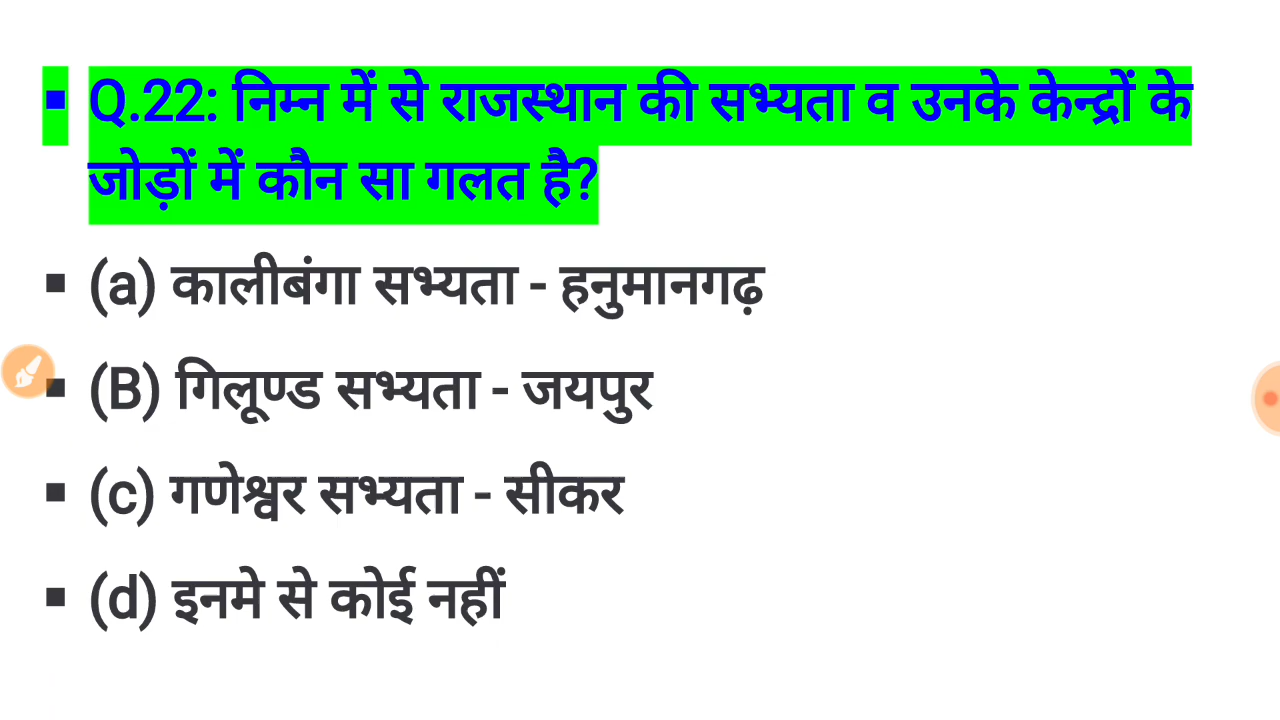 Q.22: निम्न में से राजस्थान की सभ्यता व उनके केन्द्रों के
जोड़ों में कौन सा गलत है?
(a) कालीबंगा सभ्यता - हनुमानगढ़
(B) गिलूण्ड सभ्यता - जयपुर
(c) गणेश्वर सभ्यता - सीकर
(d) इनमे से कोई नहीं